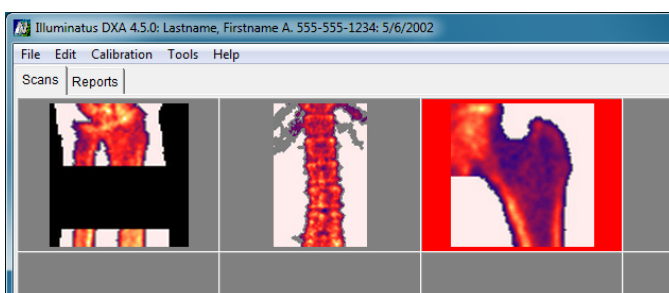 Illuminatus DXA 4.5.0: Lastname, Firstname A. 555-555-1234: 5/6/2002
File Edit Calibration Tools Help
Scans Reports